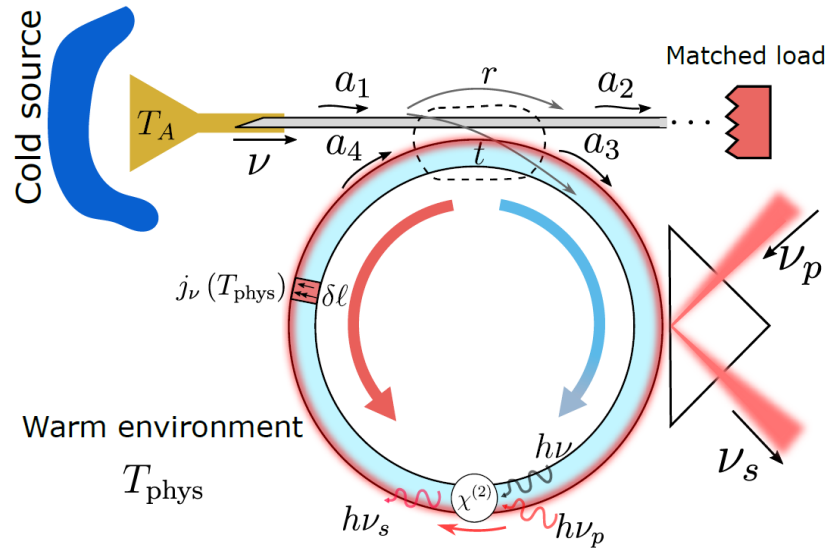 Cold source
T_A
ν
a_1
r
a_2
Matched load
a_4
t
a_3
ν_p
j_ν (T_phys)
δℓ
Warm environment
T_phys
ν_s
hν
χ^(2)
hν_s
hν_p
. . .